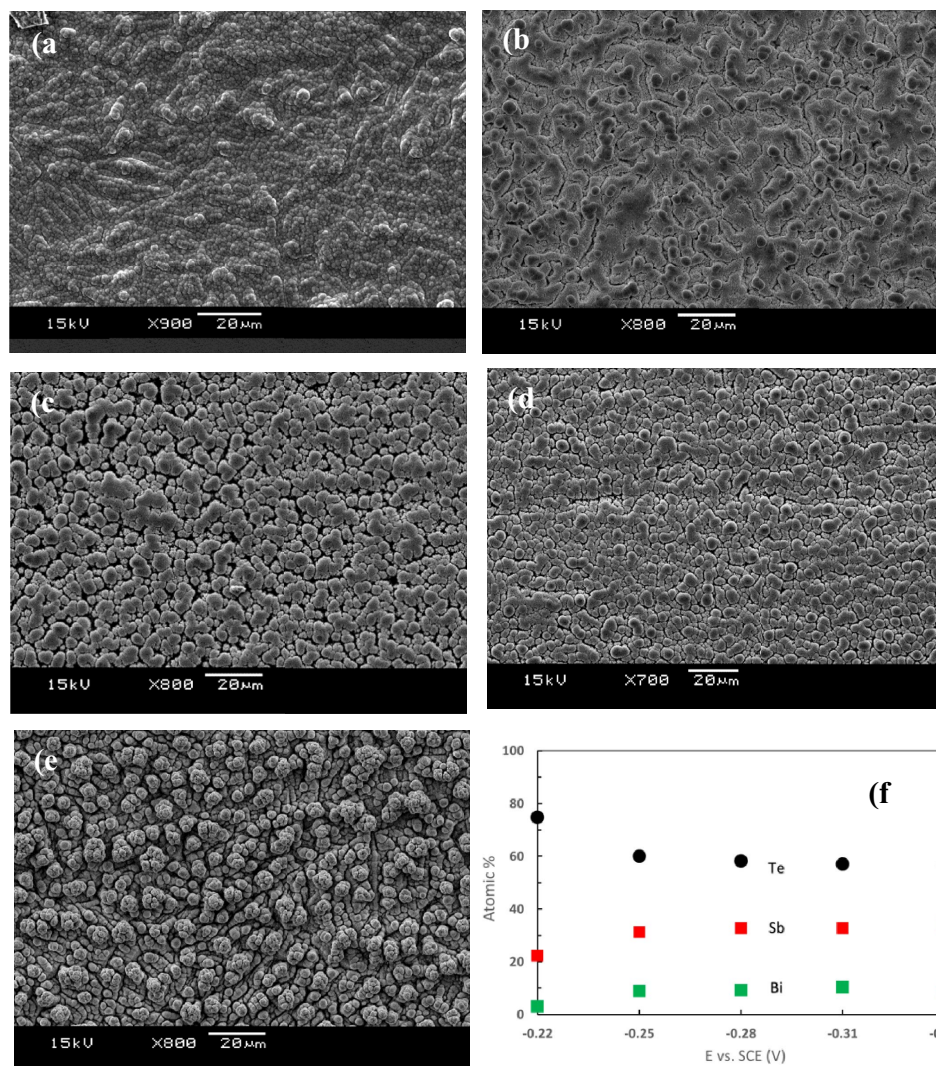 (a)
15kV X900 20μm
(b
15kV X800 20μm
(c
15kV X800 20μm
(d
15kV X700 20μm
(e
15kV X800 20μm
(f
100
80
60
40
20
0
Atomic %
Te
Sb
Bi
-0.22 -0.25 -0.28 -0.31 -0
E vs. SCE (V)